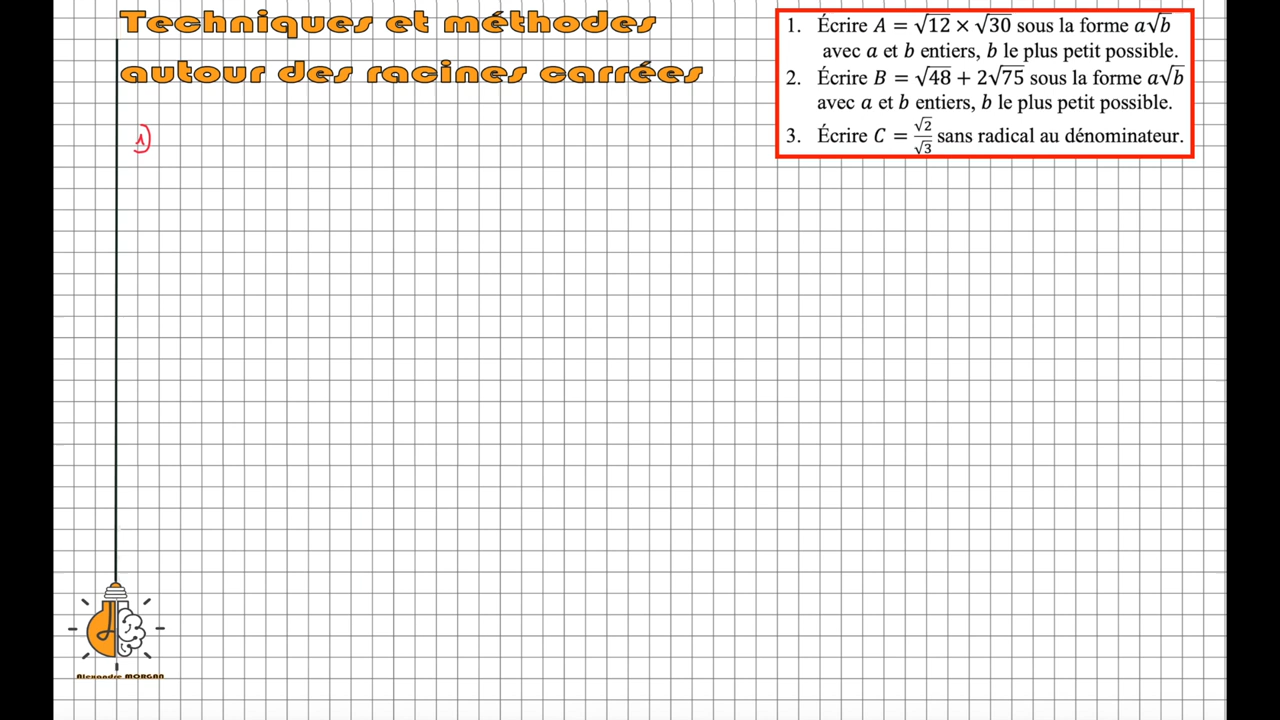 Techniques et méthodes
autour des racines carrées
1. Écrire A = √12 × √30 sous la forme a√b
avec a et b entiers, b le plus petit possible.
2. Écrire B = √48 + 2√75 sous la forme a√b
avec a et b entiers, b le plus petit possible.
3. Écrire C = √2/√3 sans radical au dénominateur.
1)
Alexandre MORGAN